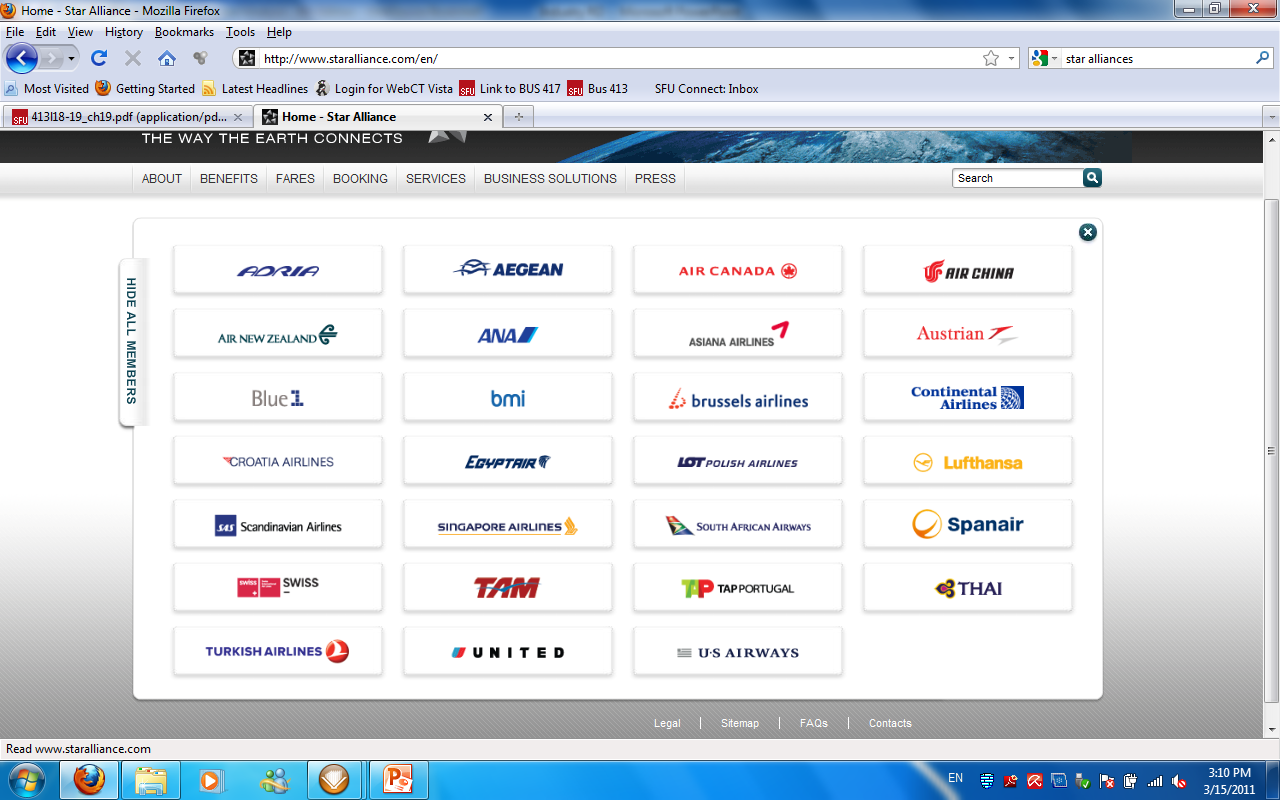 Home - Star Alliance - Mozilla Firefox
File Edit View History Bookmarks Tools Help
http://www.staralliance.com/en/
star alliances
Most Visited Getting Started Latest Headlines Login for WebCT Vista SFU Link to BUS 417 SFU Bus 413 SFU Connect: Inbox
SFU 413l18-19_ch19.pdf (application/pd... Home - Star Alliance
THE WAY THE EARTH CONNECTS
ABOUT BENEFITS FARES BOOKING SERVICES BUSINESS SOLUTIONS PRESS Search
HIDE ALL MEMBERS
ADRIA AEGEAN AIR CANADA AIR CHINA
AIR NEW ZEALAND ANA ASIANA AIRLINES Austrian
Blue1 bmi brussels airlines Continental Airlines
CROATIA AIRLINES EGYPTAIR LOT POLISH AIRLINES Lufthansa
SAS Scandinavian Airlines SINGAPORE AIRLINES SOUTH AFRICAN AIRWAYS Spanair
swiss SWISS TAM TAP TAP PORTUGAL THAI
TURKISH AIRLINES UNITED U·S AIRWAYS
Legal Sitemap FAQs Contacts
Read www.staralliance.com
EN 3:10 PM
3/15/2011